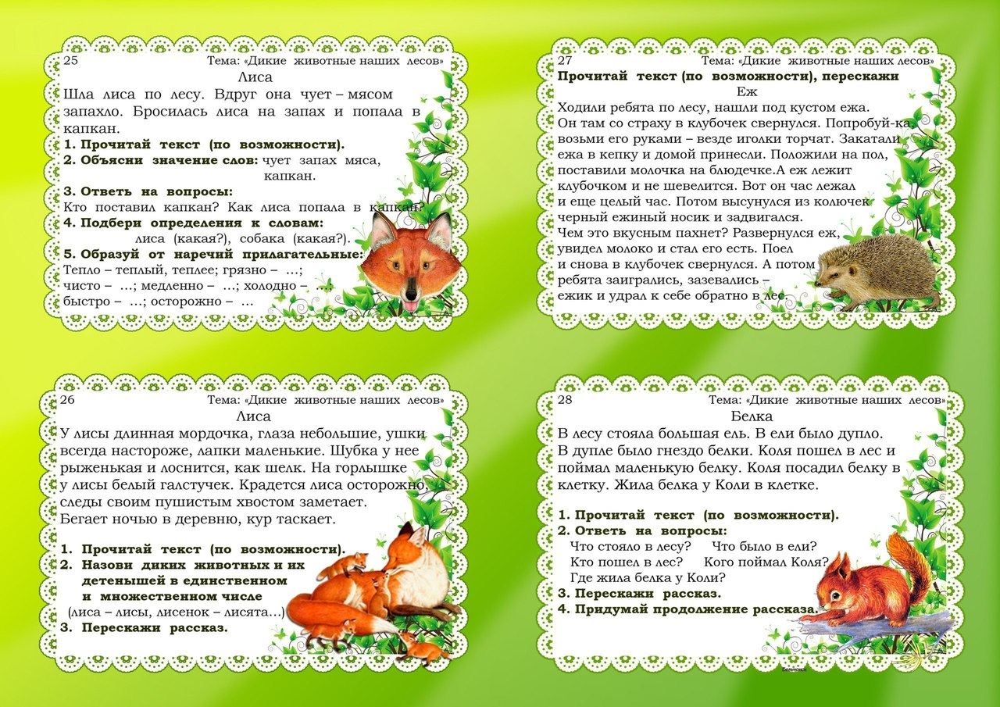 25 Тема: «Дикие животные наших лесов»
Лиса
Шла лиса по лесу. Вдруг она чует – мясом
запахло. Бросилась лиса на запах и попала в
капкан.
1. Прочитай текст (по возможности).
2. Объясни значение слов: чует запах мяса,
капкан.
3. Ответь на вопросы:
Кто поставил капкан? Как лиса попала в капкан?
4. Подбери определения к словам:
лиса (какая?), собака (какая?).
5. Образуй от наречий прилагательные:
Тепло – теплый, теплее; грязно – …;
чисто – …; медленно – …; холодно – …;
быстро – …; осторожно – …
27 Тема: «Дикие животные наших лесов»
Прочитай текст (по возможности), перескажи
Еж
Ходили ребята по лесу, нашли под кустом ежа.
Он там со страху в клубочек свернулся. Попробуй-ка,
возьми его руками – везде иголки торчат. Закатали
ежа в кепку и домой принесли. Положили на пол,
поставили молочка на блюдечке.А еж лежит
клубочком и не шевелится. Вот он час лежал
и еще целый час. Потом высунулся из колючек
черный ежиный носик и задвигался.
Чем это вкусным пахнет? Развернулся еж,
увидел молоко и стал его есть. Поел
и снова в клубочек свернулся. А потом
ребята заигрались, зазевались –
ежик и удрал к себе обратно в лес.
26 Тема: «Дикие животные наших лесов»
Лиса
У лисы длинная мордочка, глаза небольшие, ушки
всегда настороже, лапки маленькие. Шубка у нее
рыженькая и лоснится, как шелк. На горлышке
у лисы белый галстучек. Крадется лиса осторожно,
следы своим пушистым хвостом заметает.
Бегает ночью в деревню, кур таскает.
1. Прочитай текст (по возможности).
2. Назови диких животных и их
детенышей в единственном
и множественном числе
(лиса – лисы, лисенок – лисята…)
3. Перескажи рассказ.
28 Тема: «Дикие животные наших лесов»
Белка
В лесу стояла большая ель. В ели было дупло.
В дупле было гнездо белки. Коля пошел в лес и
поймал маленькую белку. Коля посадил белку в
клетку. Жила белка у Коли в клетке.
1. Прочитай текст (по возможности).
2. Ответь на вопросы:
Что стояло в лесу? Что было в ели?
Кто пошел в лес? Кого поймал Коля?
Где жила белка у Коли?
3. Перескажи рассказ.
4. Придумай продолжение рассказа.